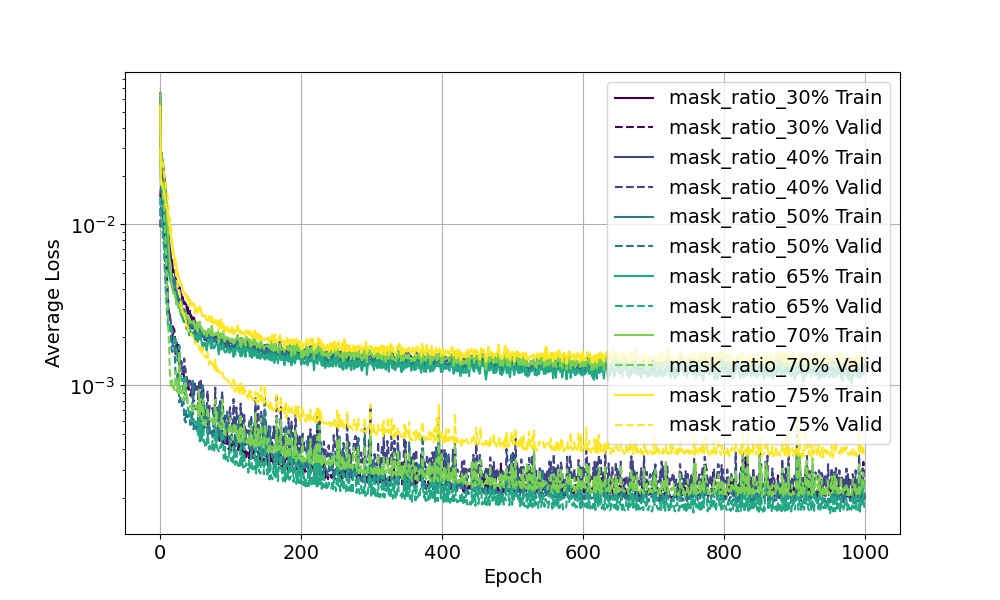 mask_ratio_30% Train
mask_ratio_30% Valid
mask_ratio_40% Train
mask_ratio_40% Valid
mask_ratio_50% Train
mask_ratio_50% Valid
mask_ratio_65% Train
mask_ratio_65% Valid
mask_ratio_70% Train
mask_ratio_70% Valid
mask_ratio_75% Train
mask_ratio_75% Valid
Average Loss
10⁻²
10⁻³
0 200 400 600 800 1000
Epoch